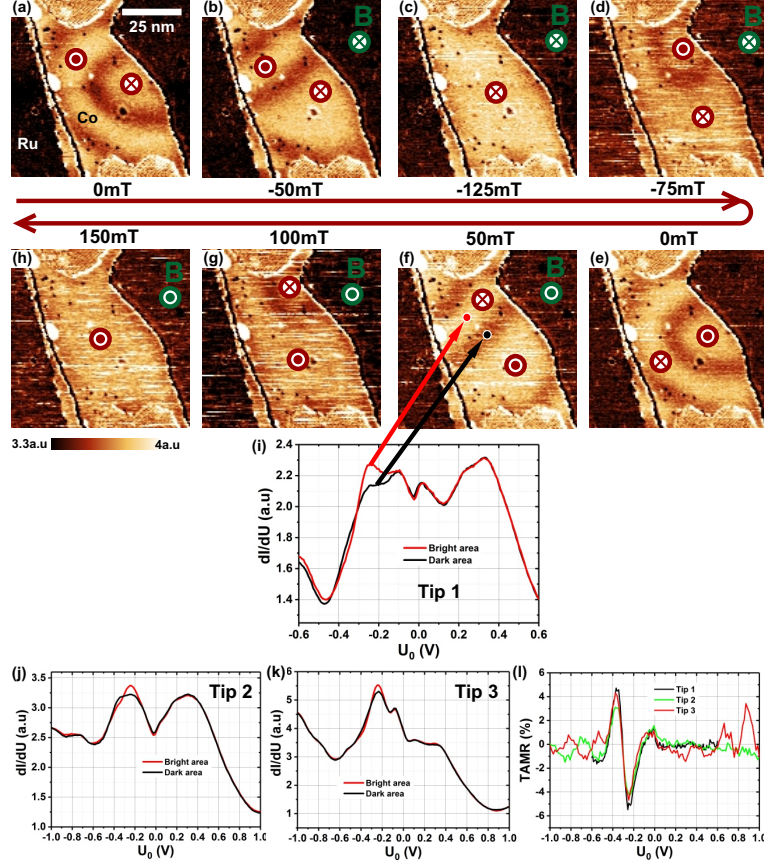 (a) 25 nm Co Ru
(b) B
(c) B
(d) B
0mT -50mT -125mT -75mT
150mT 100mT 50mT 0mT
(h) B
(g) B
(f) B
(e)
3.3a.u 4a.u
(i)
2.4
2.2
2.0
1.8
1.6
1.4
dI/dU (a.u)
Bright area
Dark area
Tip 1
-0.6 -0.4 -0.2 0.0 0.2 0.4 0.6
U0 (V)
(j) Tip 2
3.5
3.0
2.5
2.0
1.5
1.0
dI/dU (a.u)
Bright area
Dark area
-1.0 -0.8 -0.6 -0.4 -0.2 0.0 0.2 0.4 0.6 0.8 1.0
U0 (V)
(k) Tip 3
6
5
4
3
2
1
dI/dU (a.u)
Bright area
Dark area
-1.0 -0.8 -0.6 -0.4 -0.2 0.0 0.2 0.4 0.6 0.8 1.0
U0 (V)
(l)
6
4
2
0
-2
-4
-6
TAMR (%)
Tip 1
Tip 2
Tip 3
-1.0 -0.8 -0.6 -0.4 -0.2 0.0 0.2 0.4 0.6 0.8 1.0
U0 (V)